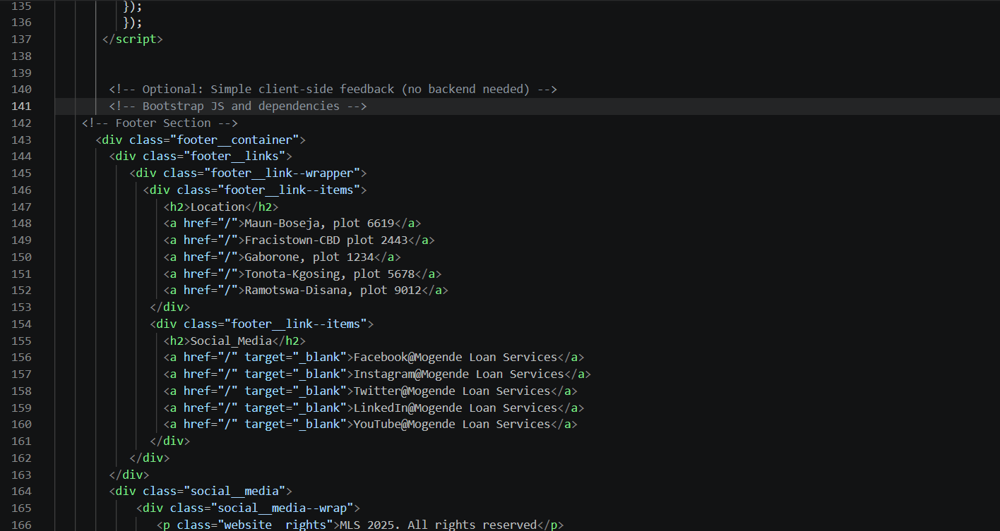 135 });
136 });
137 </script>
138
139
140 <!-- Optional: Simple client-side feedback (no backend needed) -->
141 <!-- Bootstrap JS and dependencies -->
142 <!-- Footer Section -->
143 <div class="footer__container">
144 <div class="footer__links">
145 <div class="footer__link--wrapper">
146 <div class="footer__link--items">
147 <h2>Location</h2>
148 <a href="/">Maun-Boseja, plot 6619</a>
149 <a href="/">Fracistown-CBD plot 2443</a>
150 <a href="/">Gaborone, plot 1234</a>
151 <a href="/">Tonota-Kgosing, plot 5678</a>
152 <a href="/">Ramotswa-Disana, plot 9012</a>
153 </div>
154 <div class="footer__link--items">
155 <h2>Social_Media</h2>
156 <a href="/" target="_blank">Facebook@Mogende Loan Services</a>
157 <a href="/" target="_blank">Instagram@Mogende Loan Services</a>
158 <a href="/" target="_blank">Twitter@Mogende Loan Services</a>
159 <a href="/" target="_blank">LinkedIn@Mogende Loan Services</a>
160 <a href="/" target="_blank">YouTube@Mogende Loan Services</a>
161 </div>
162 </div>
163 </div>
164 <div class="social__media">
165 <div class="social__media--wrap">
166 <p class="website__rights">MLS 2025. All rights reserved</p>